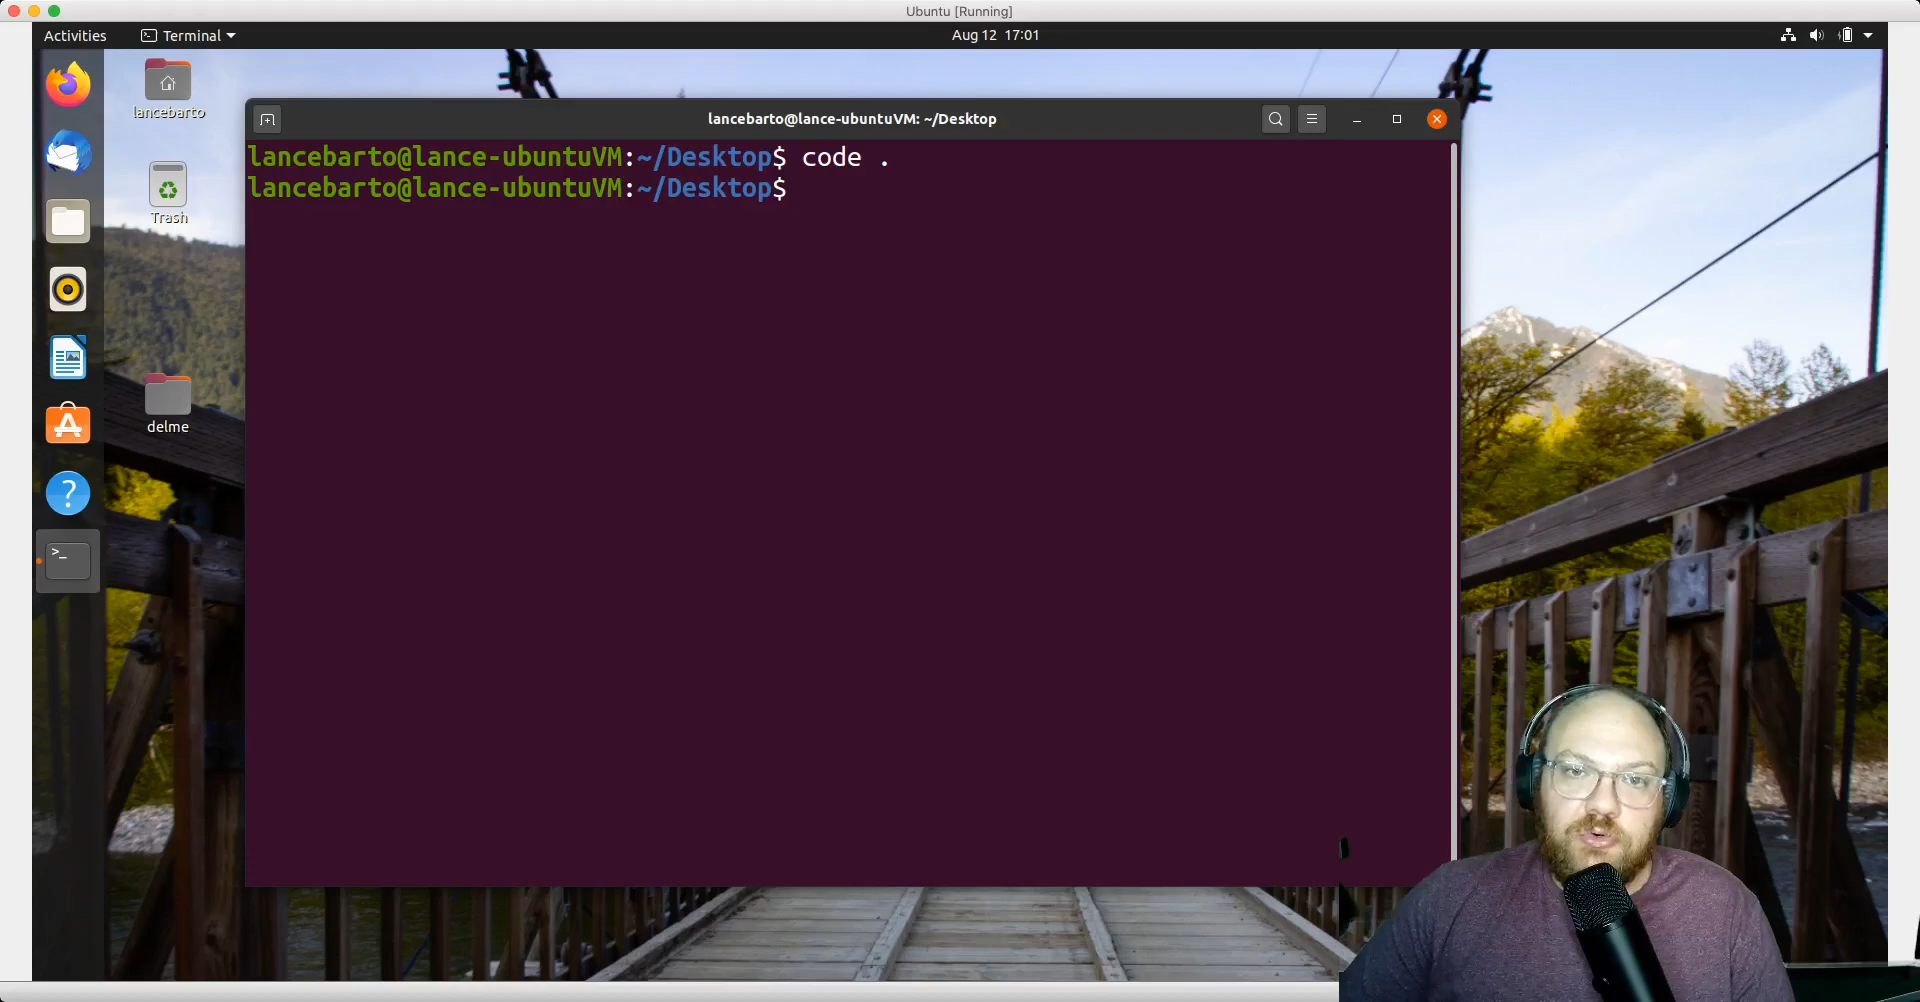 Ubuntu [Running]
Activities
Terminal
Aug 12 17:01
lancebarto
Trash
delme
lancebarto@lance-ubuntuVM: ~/Desktop
lancebarto@lance-ubuntuVM:~/Desktop$ code .
lancebarto@lance-ubuntuVM:~/Desktop$